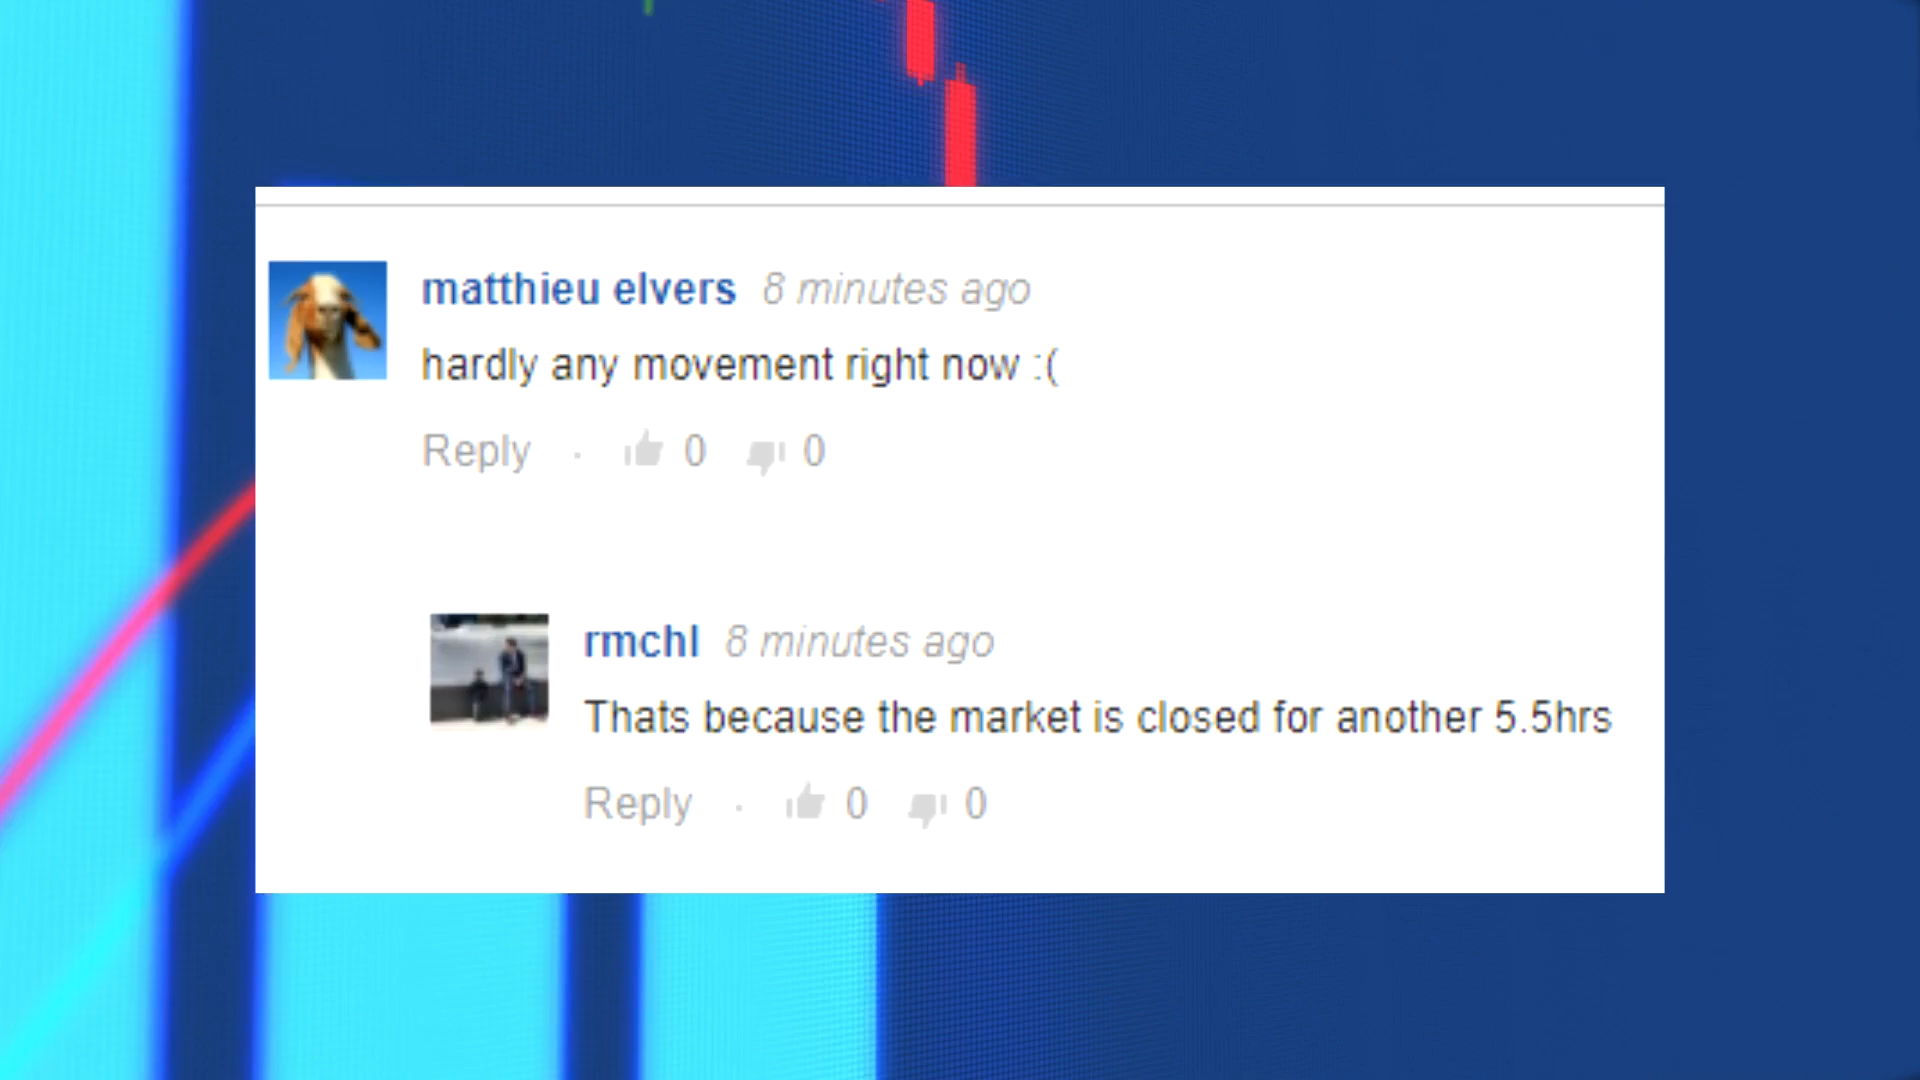 matthieu elvers 8 minutes ago
hardly any movement right now :(
Reply · 0 0
rmchl 8 minutes ago
Thats because the market is closed for another 5.5hrs
Reply · 0 0